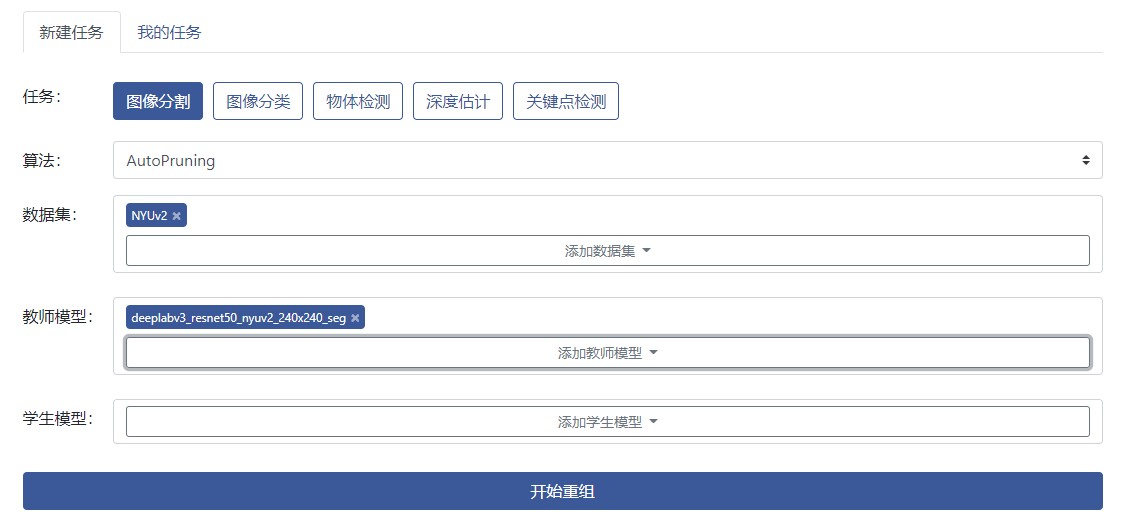 新建任务 我的任务
任务： 图像分割 图像分类 物体检测 深度估计 关键点检测
算法： AutoPruning
数据集： NYUv2 ×
添加数据集
教师模型： deeplabv3_resnet50_nyuv2_240x240_seg ×
添加教师模型
学生模型： 添加学生模型
开始重组